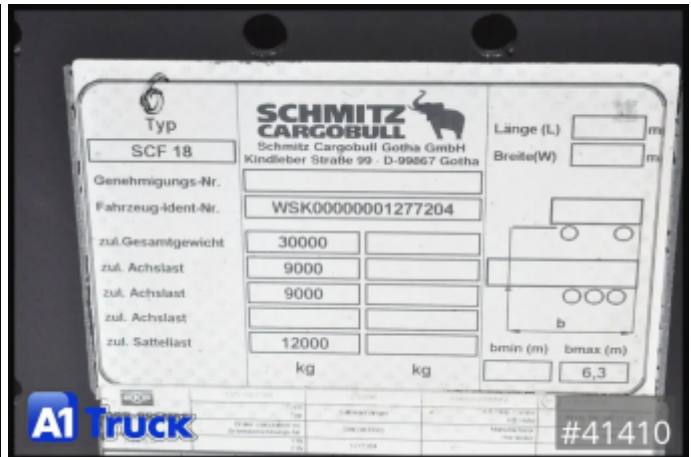 Typ
SCF 18
SCHMITZ
CARGOBULL
Schmitz Cargobull Gotha GmbH
Kindleber Straße 99 - D-99867 Gotha
Länge (L) m
Breite(W) m
Genehmigungs-Nr.
Fahrzeug-Ident-Nr. WSK00000001277204
zul.Gesamtgewicht 30000
zul. Achslast 9000
zul. Achslast 9000
zul. Achslast
zul. Sattellast 12000
kg kg
b
bmin (m) bmax (m)
6,3
A1 Truck
#41410